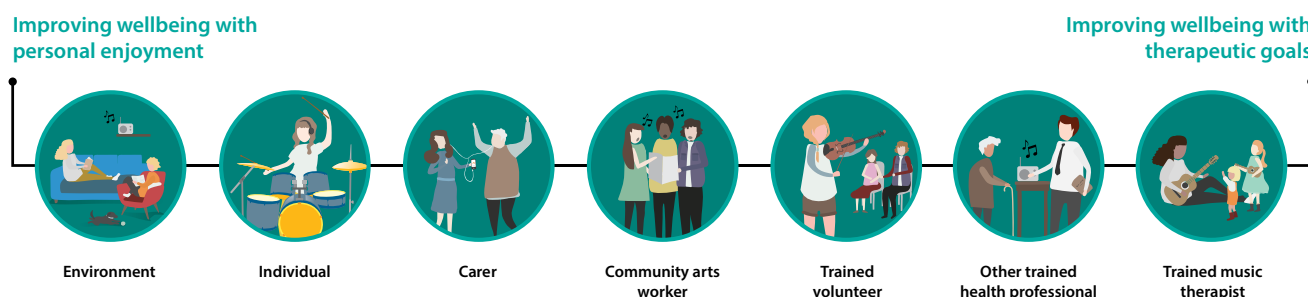 Improving wellbeing with
personal enjoyment
Improving wellbeing with
therapeutic goals
Environment
Individual
Carer
Community arts
worker
Trained
volunteer
Other trained
health professional
Trained music
therapist